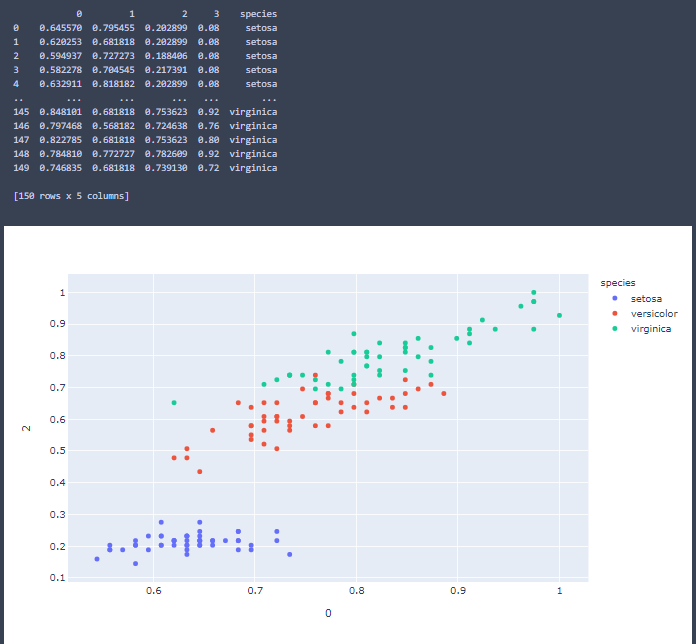 0 1 2 3 species
0 0.645570 0.795455 0.202899 0.08 setosa
1 0.620253 0.681818 0.202899 0.08 setosa
2 0.594937 0.727273 0.188406 0.08 setosa
3 0.582278 0.704545 0.217391 0.08 setosa
4 0.632911 0.818182 0.202899 0.08 setosa
.. ... ... ... ... ...
145 0.848101 0.681818 0.753623 0.92 virginica
146 0.797468 0.568182 0.724638 0.76 virginica
147 0.822785 0.681818 0.753623 0.80 virginica
148 0.784810 0.772727 0.782609 0.92 virginica
149 0.746835 0.681818 0.739130 0.72 virginica
[150 rows x 5 columns]
species
setosa
versicolor
virginica
1
0.9
0.8
0.7
0.6
0.5
0.4
0.3
0.2
0.1
2
0.6 0.7 0.8 0.9 1
0